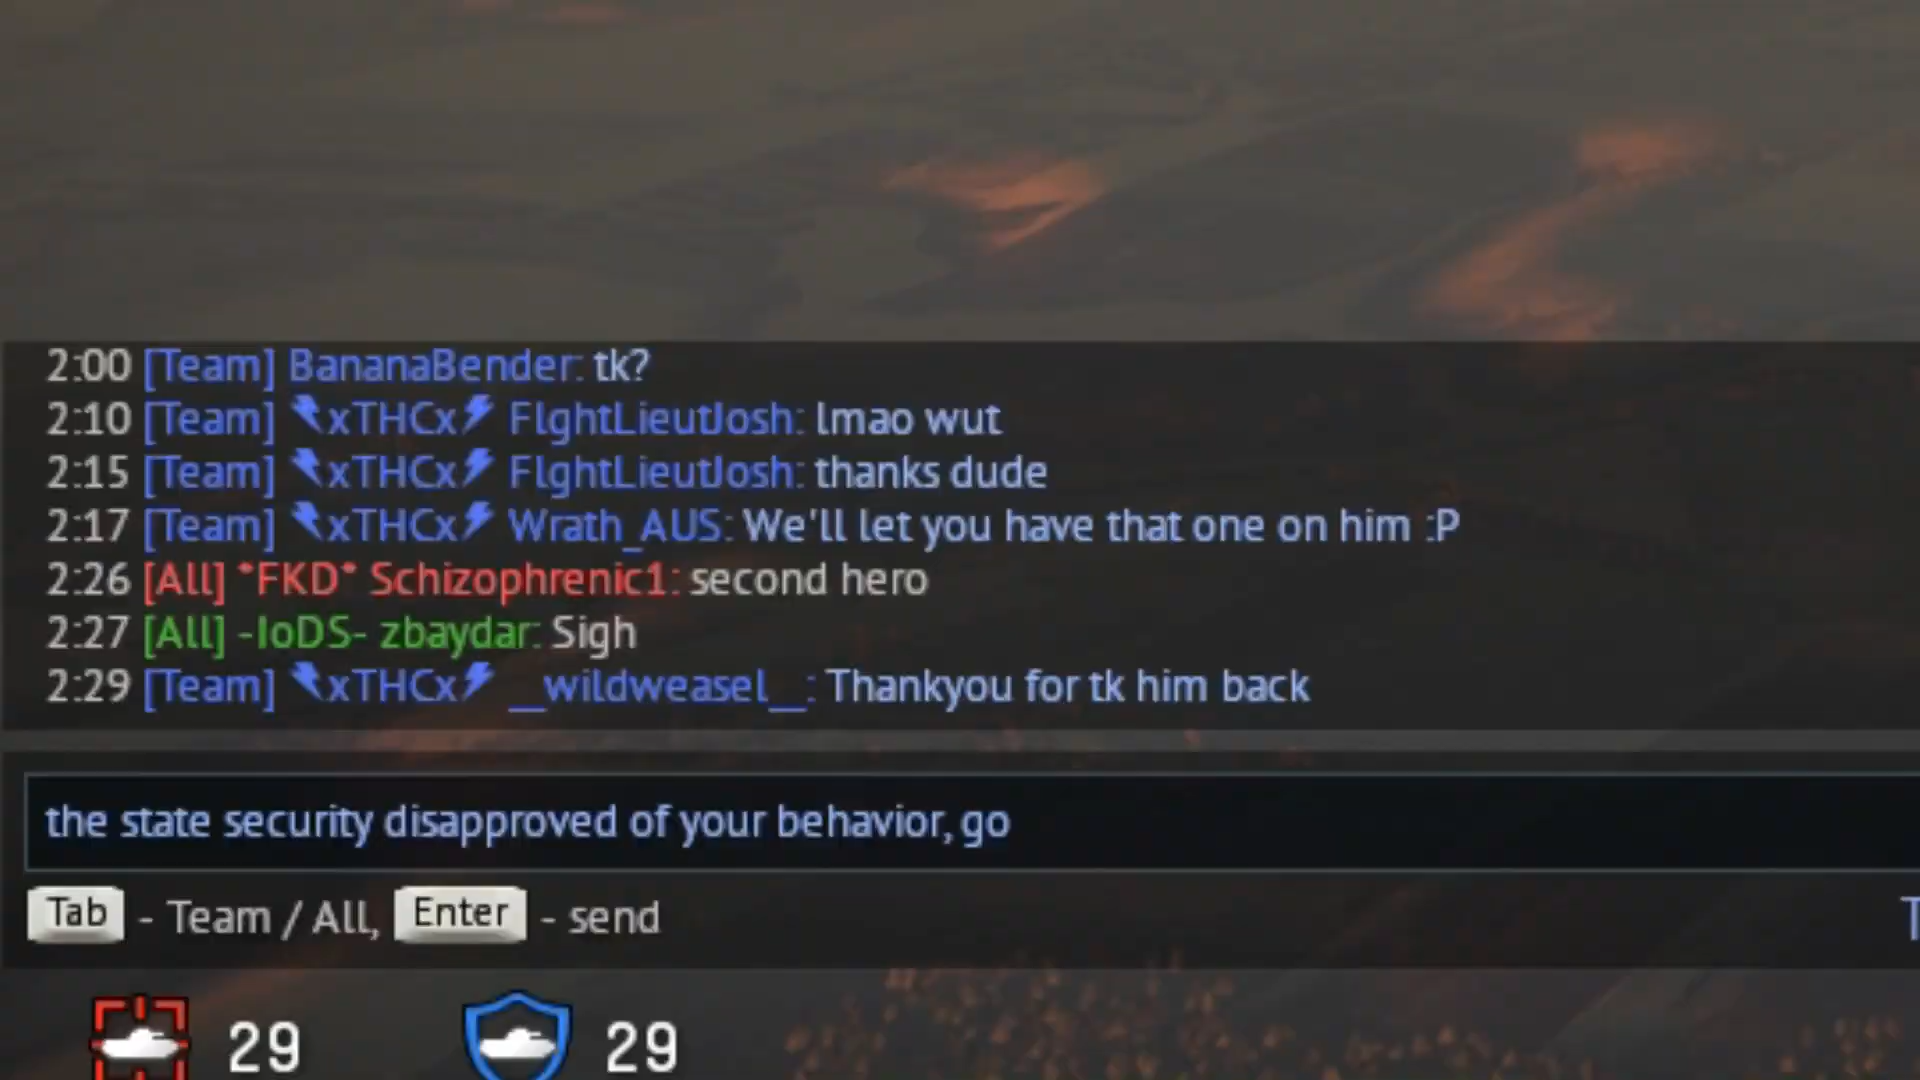 2:00 [Team] BananaBender: tk?
2:10 [Team] xTHCx FlghtLieutJosh: lmao wut
2:15 [Team] xTHCx FlghtLieutJosh: thanks dude
2:17 [Team] xTHCx Wrath_AUS: We'll let you have that one on him :P
2:26 [All] *FKD* Schizophrenic1: second hero
2:27 [All] -IoDS- zbaydar: Sigh
2:29 [Team] xTHCx __wildweasel__: Thankyou for tk him back
the state security disapproved of your behavior, go
Tab - Team / All, Enter - send
29 29